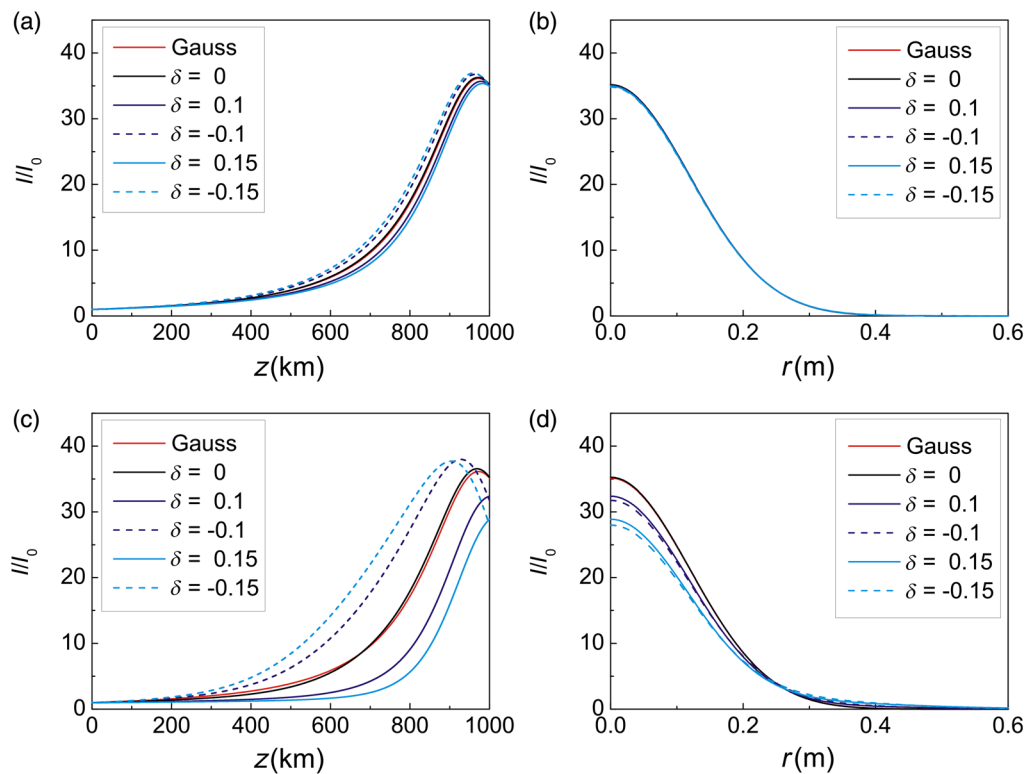 (a)
Gauss
δ = 0
δ = 0.1
δ = -0.1
δ = 0.15
δ = -0.15
40
30
20
10
0
I/I0
0 200 400 600 800 1000
z(km)
(b)
Gauss
δ = 0
δ = 0.1
δ = -0.1
δ = 0.15
δ = -0.15
40
30
20
10
0
I/I0
0.0 0.2 0.4 0.6
r(m)
(c)
Gauss
δ = 0
δ = 0.1
δ = -0.1
δ = 0.15
δ = -0.15
40
30
20
10
0
I/I0
0 200 400 600 800 1000
z(km)
(d)
Gauss
δ = 0
δ = 0.1
δ = -0.1
δ = 0.15
δ = -0.15
40
30
20
10
0
I/I0
0.0 0.2 0.4 0.6
r(m)